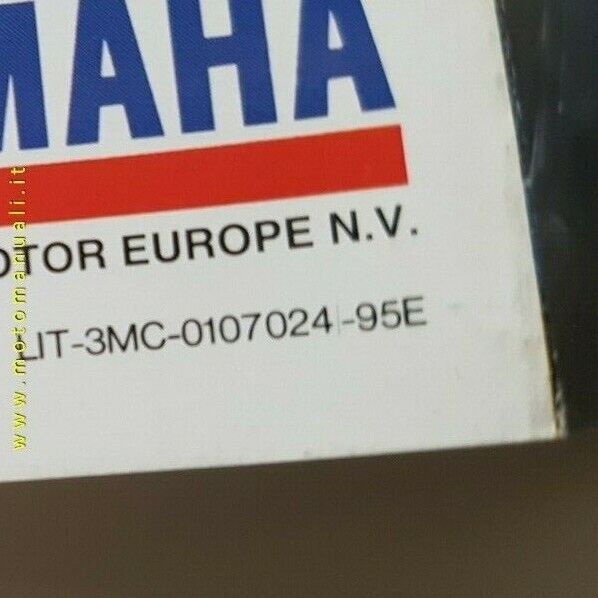 MAHA
OTOR EUROPE N.V.
LIT-3MC-0107024-95E
www.motomanuali.it